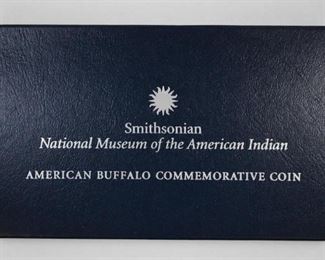 Smithsonian
National Museum of the American Indian
AMERICAN BUFFALO COMMEMORATIVE COIN